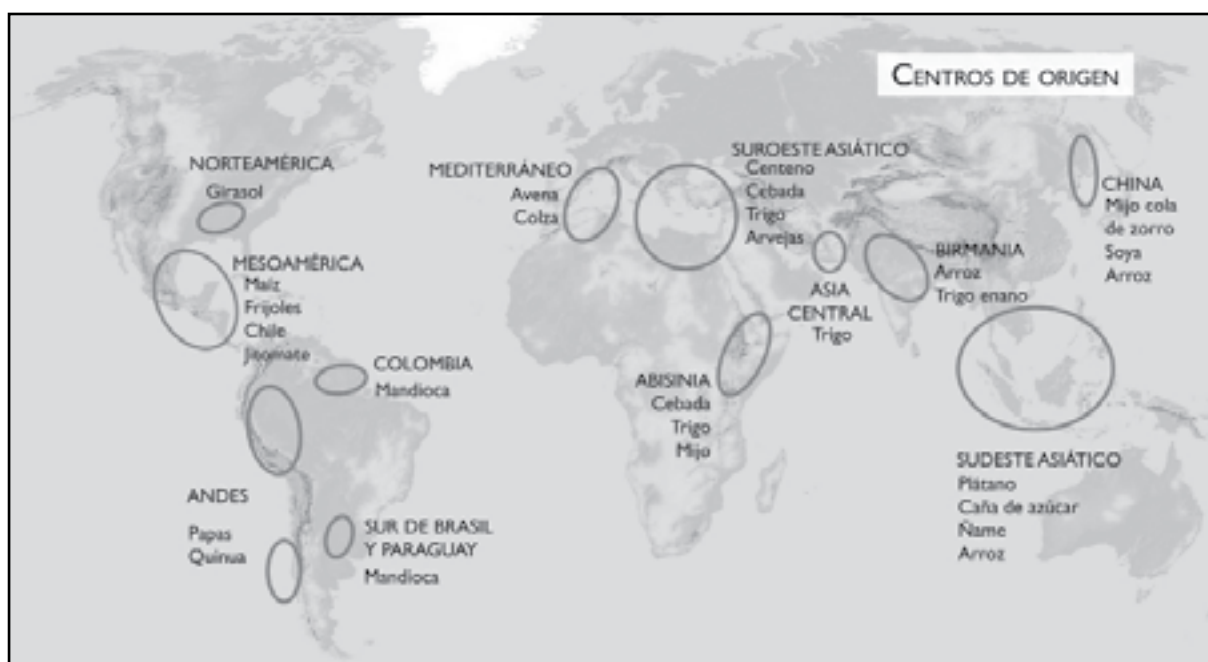 CENTROS DE ORIGEN
NORTEAMÉRICA
Girasol
MESOAMÉRICA
Maíz
Frijoles
Chile
Jitomate
COLOMBIA
Mandioca
ANDES
Papas
Quinua
SUR DE BRASIL
Y PARAGUAY
Mandioca
MEDITERRÁNEO
Avena
Colza
SUROESTE ASIÁTICO
Centeno
Cebada
Trigo
Arvejas
ABISINIA
Cebada
Trigo
Mijo
ASIA
CENTRAL
Trigo
BIRMANIA
Arroz
Trigo enano
CHINA
Mijo cola
de zorro
Soya
Arroz
SUDESTE ASIÁTICO
Plátano
Caña de azúcar
Ñame
Arroz